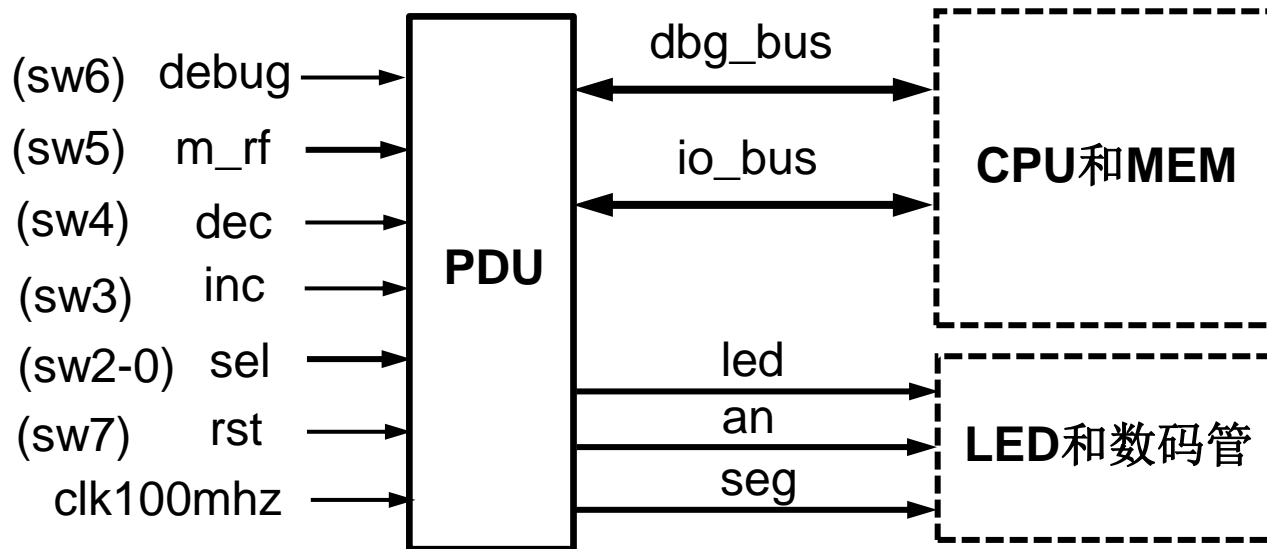 (sw6) debug
(sw5) m_rf
(sw4) dec
(sw3) inc
(sw2-0) sel
(sw7) rst
clk100mhz
PDU
dbg_bus
io_bus
CPU和MEM
led
an
seg
LED和数码管